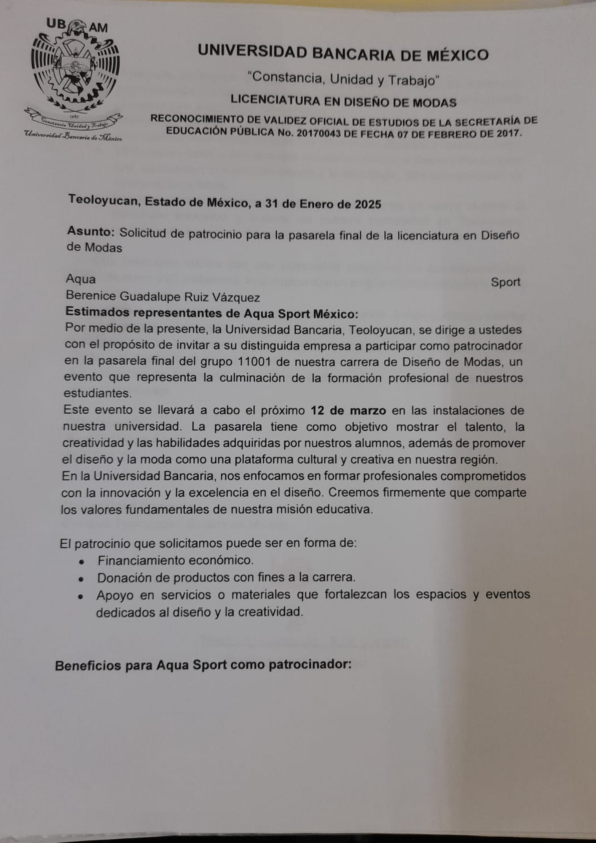 UB AM
Constancia, Unidad y Trabajo
Universidad Bancaria de México
UNIVERSIDAD BANCARIA DE MÉXICO
"Constancia, Unidad y Trabajo"
LICENCIATURA EN DISEÑO DE MODAS
RECONOCIMIENTO DE VALIDEZ OFICIAL DE ESTUDIOS DE LA SECRETARÍA DE
EDUCACIÓN PÚBLICA No. 20170043 DE FECHA 07 DE FEBRERO DE 2017.
Teoloyucan, Estado de México, a 31 de Enero de 2025
Asunto: Solicitud de patrocinio para la pasarela final de la licenciatura en Diseño
de Modas
Aqua Sport
Berenice Guadalupe Ruiz Vázquez
Estimados representantes de Aqua Sport México:
Por medio de la presente, la Universidad Bancaria, Teoloyucan, se dirige a ustedes
con el propósito de invitar a su distinguida empresa a participar como patrocinador
en la pasarela final del grupo 11001 de nuestra carrera de Diseño de Modas, un
evento que representa la culminación de la formación profesional de nuestros
estudiantes.
Este evento se llevará a cabo el próximo 12 de marzo en las instalaciones de
nuestra universidad. La pasarela tiene como objetivo mostrar el talento, la
creatividad y las habilidades adquiridas por nuestros alumnos, además de promover
el diseño y la moda como una plataforma cultural y creativa en nuestra región.
En la Universidad Bancaria, nos enfocamos en formar profesionales comprometidos
con la innovación y la excelencia en el diseño. Creemos firmemente que comparte
los valores fundamentales de nuestra misión educativa.
El patrocinio que solicitamos puede ser en forma de:
• Financiamiento económico.
• Donación de productos con fines a la carrera.
• Apoyo en servicios o materiales que fortalezcan los espacios y eventos
dedicados al diseño y la creatividad.
Beneficios para Aqua Sport como patrocinador: